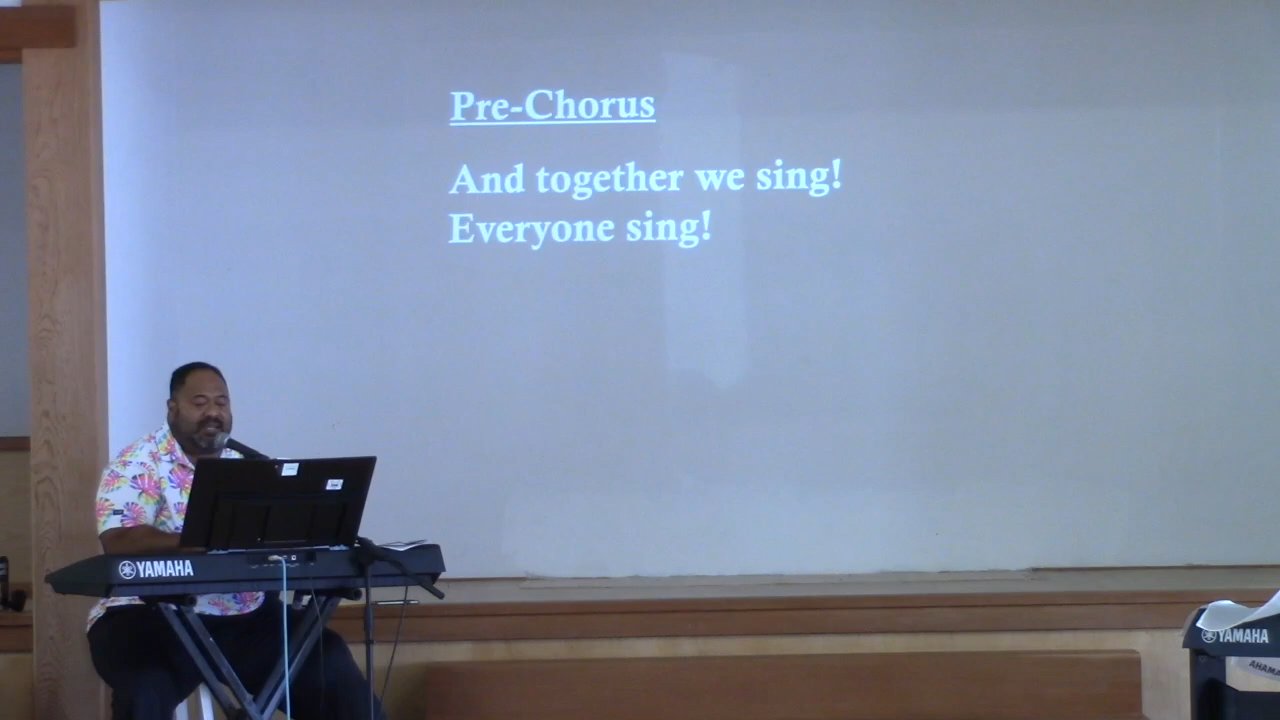 Pre-Chorus
And together we sing!
Everyone sing!
YAMAHA
YAMAHA